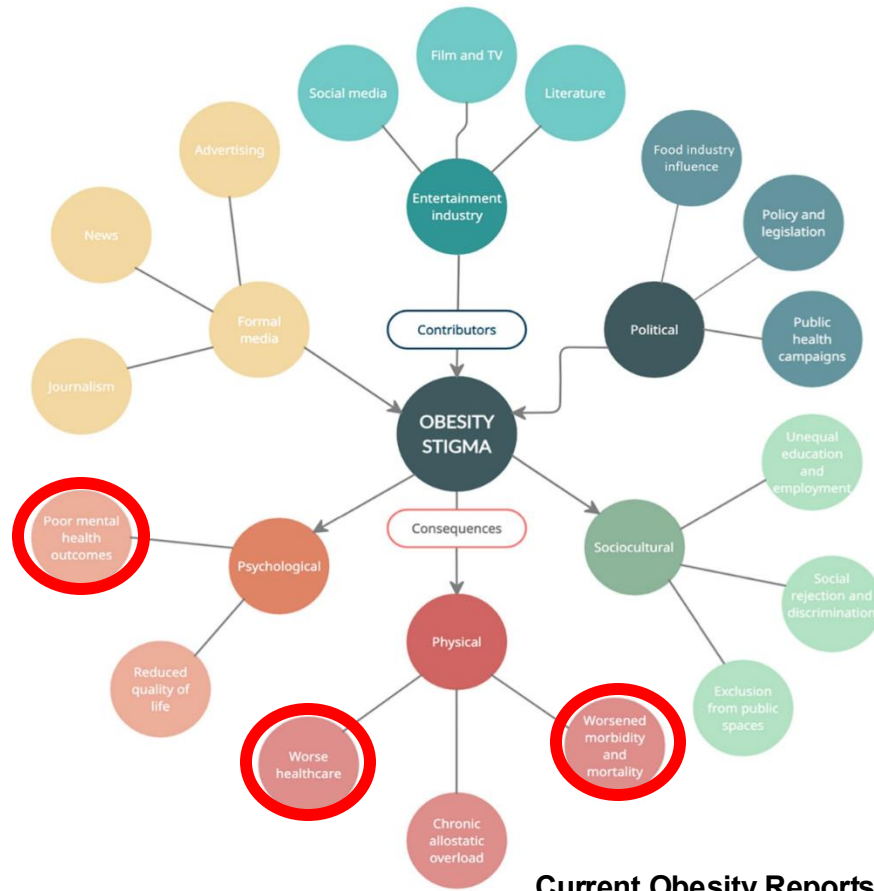 Film and TV
Social media
Literature
Advertising
Food industry
influence
Entertainment
industry
Policy and
legislation
News
Formal
media
Contributors
Political
Public
health
campaigns
Journalism
OBESITY
STIGMA
Unequal
education
and
employment
Poor mental
health
outcomes
Consequences
Psychological
Sociocultural
Social
rejection and
discrimination
Physical
Reduced
quality of
life
Exclusion
from public
spaces
Worse
healthcare
Worsened
morbidity
and
mortality
Chronic
allostatic
overload
Current Obesity Reports